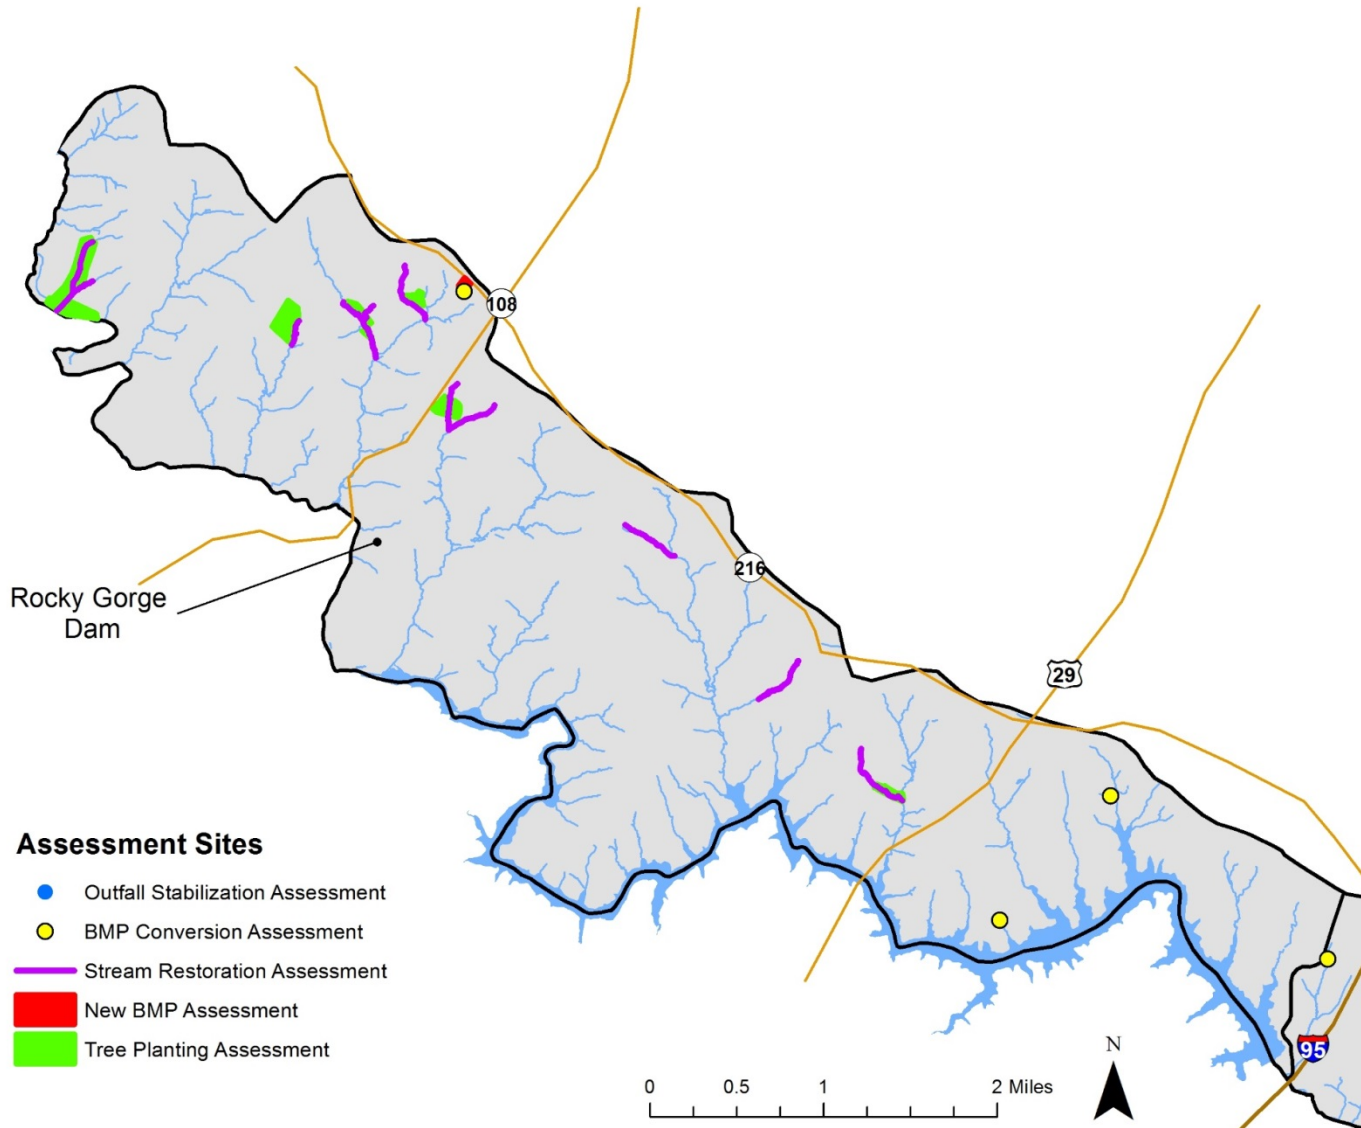 108
Rocky Gorge
Dam
216
29
Assessment Sites
Outfall Stabilization Assessment
BMP Conversion Assessment
Stream Restoration Assessment
New BMP Assessment
Tree Planting Assessment
N
95
0 0.5 1 2 Miles